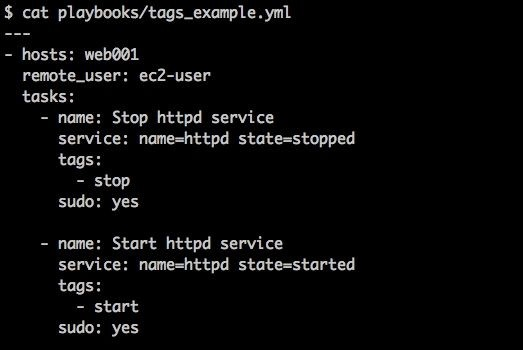 $ cat playbooks/tags_example.yml
---
- hosts: web001
  remote_user: ec2-user
  tasks:
    - name: Stop httpd service
      service: name=httpd state=stopped
      tags:
        - stop
      sudo: yes

    - name: Start httpd service
      service: name=httpd state=started
      tags:
        - start
      sudo: yes